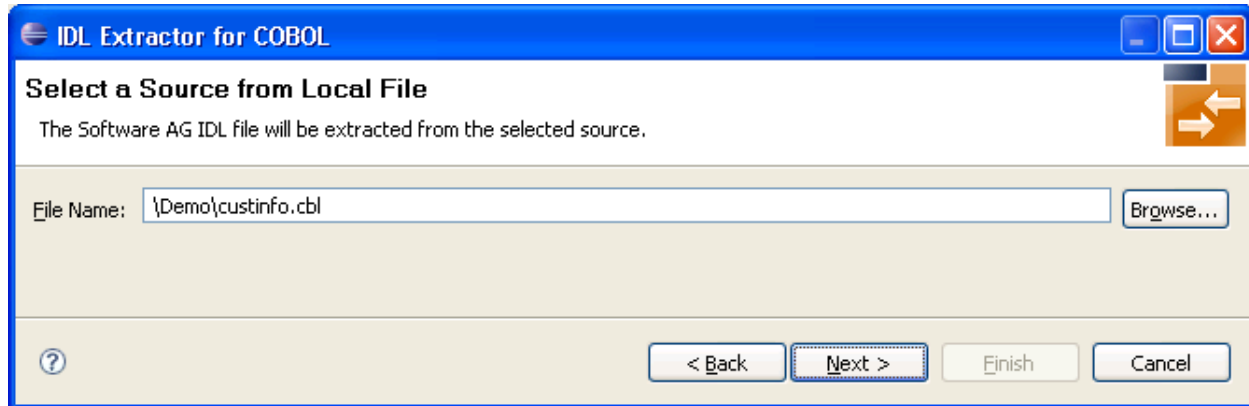 IDL Extractor for COBOL
Select a Source from Local File
The Software AG IDL file will be extracted from the selected source.
File Name: \Demo\custinfo.cbl Browse...
? < Back Next > Finish Cancel